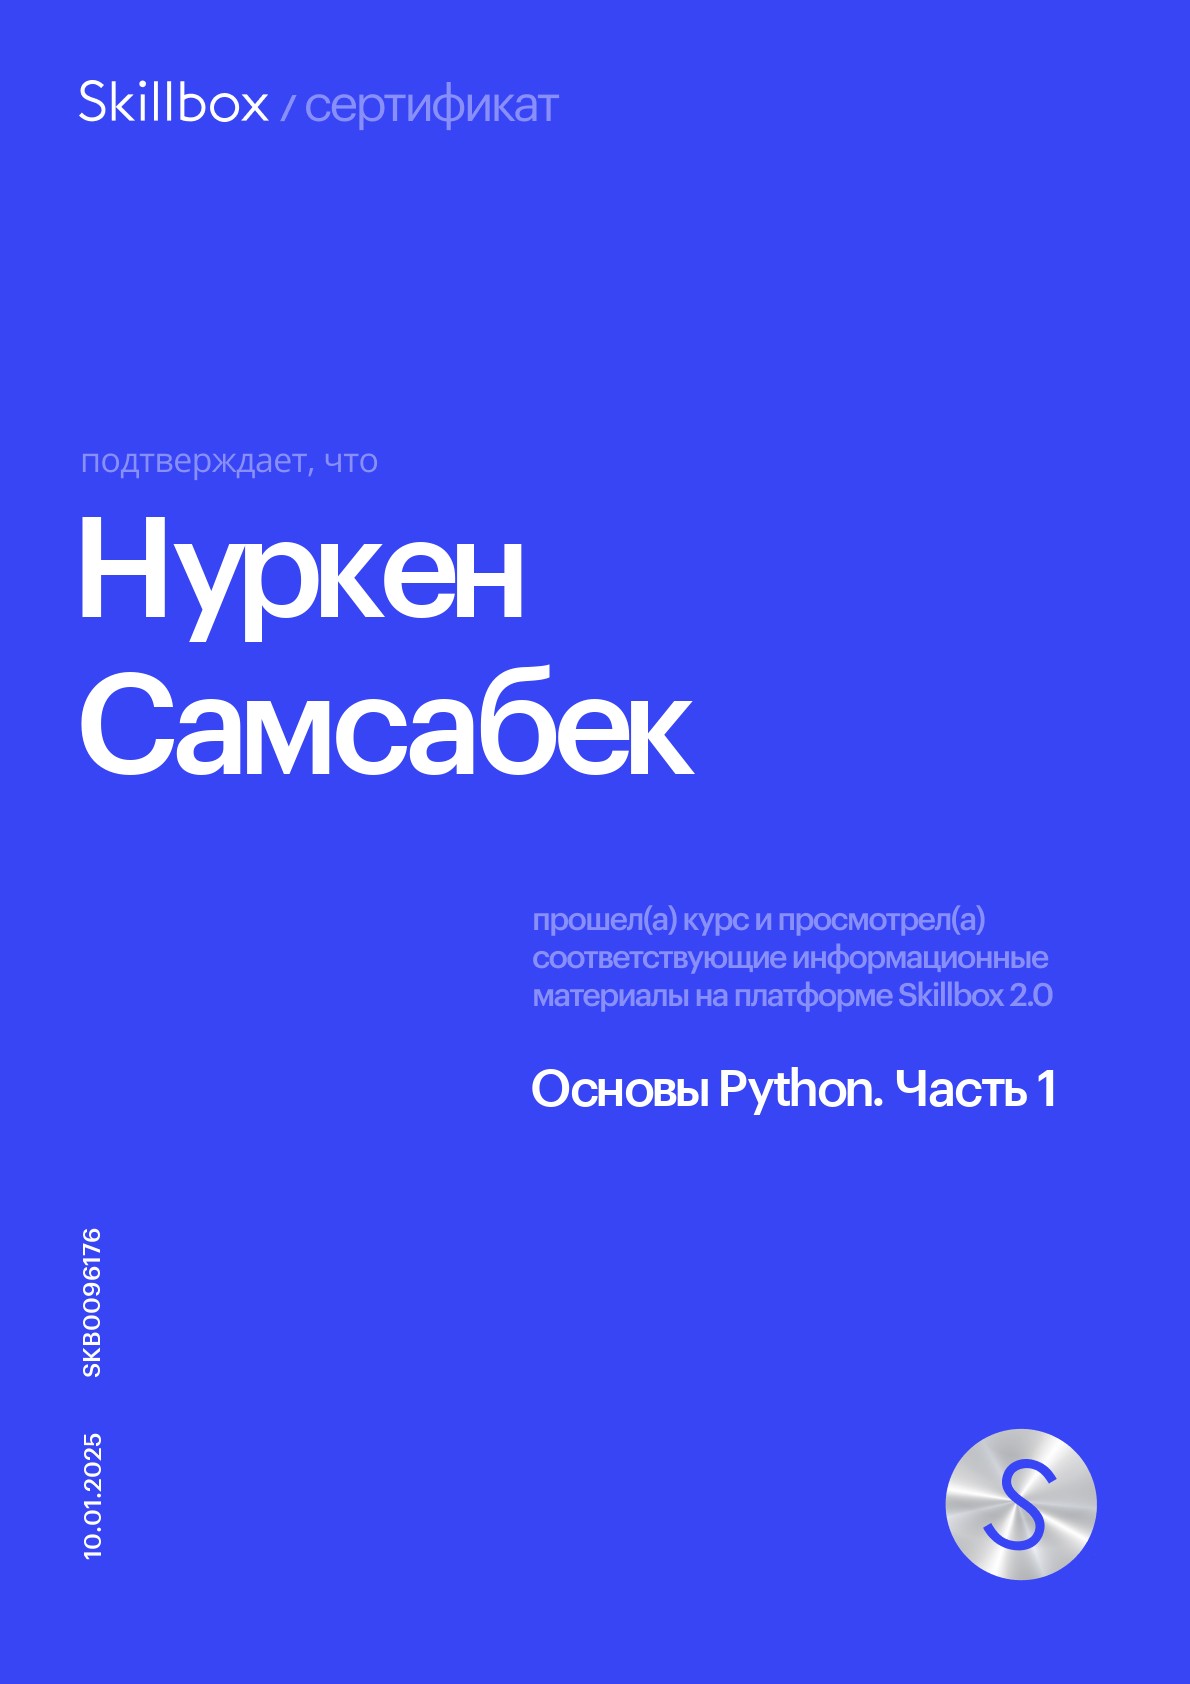 Skillbox / сертификат
подтверждает, что
Нуркен
Самсабек
прошел(а) курс и просмотрел(а)
соответствующие информационные
материалы на платформе Skillbox 2.0
Основы Python. Часть 1
SKB0096176
10.01.2025
S